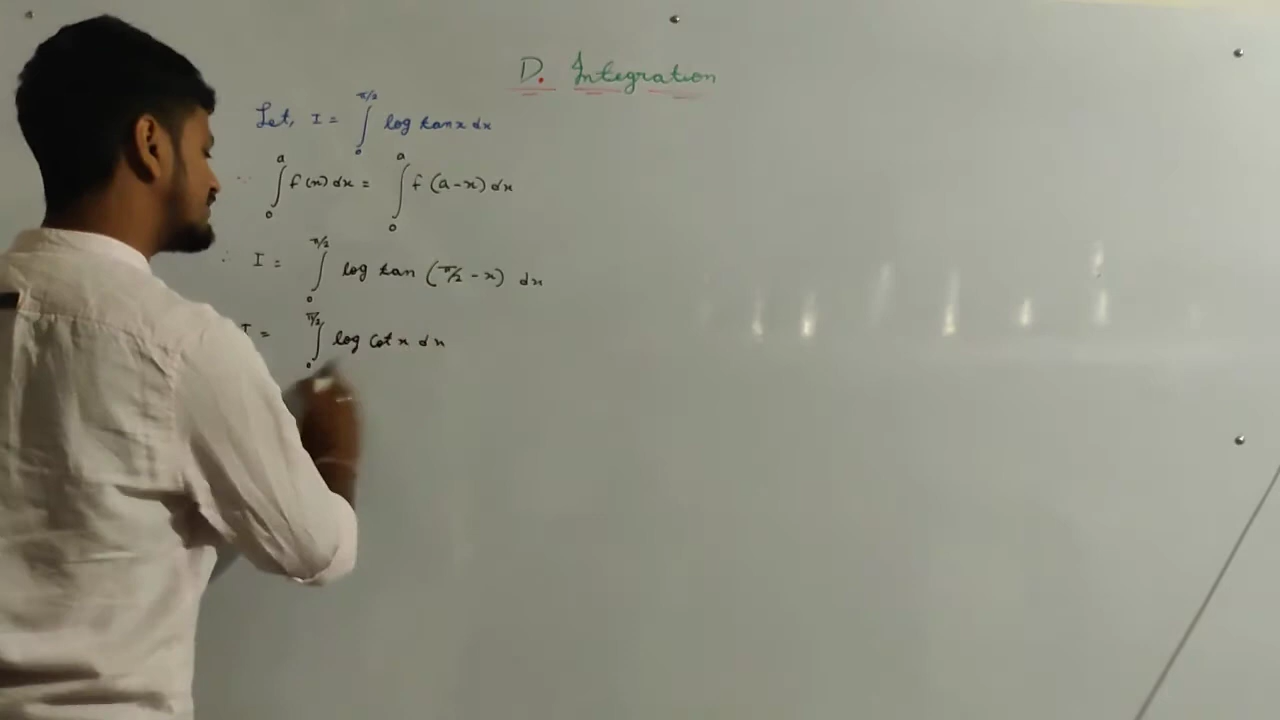 D. Integration
Let, I = ∫₀^{π/2} log tanx dx
∵ ∫₀^a f(x) dx = ∫₀^a f(a-x) dx
∴ I = ∫₀^{π/2} log tan (π/2 - x) dx
I = ∫₀^{π/2} log Cot x dx